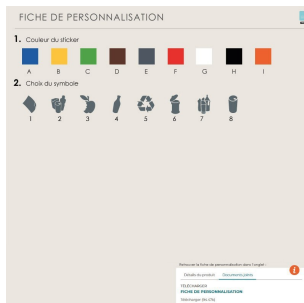 FICHE DE PERSONNALISATION
1. Couleur du sticker
A B C D E F G H I
2. Choix du symbole
1 2 3 4 5 6 7 8
Retrouver la fiche de personnalisation dans l'onglet :
Détails du produit Documents joints
TÉLÉCHARGER
FICHE DE PERSONNALISATION